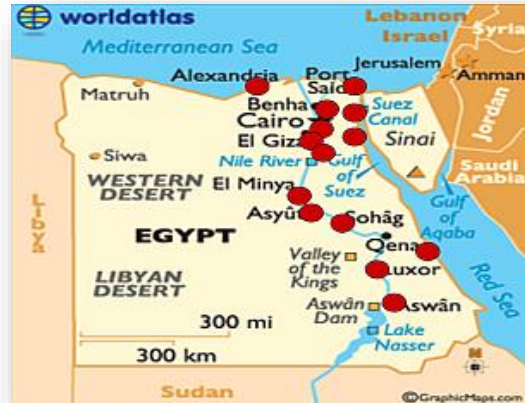 worldatlas
Lebanon
Israel
Syria
Mediterranean Sea
Jerusalem
Amman
Alexandria
Port
Said
Matruh
Benha
Suez
Canal
Jordan
Cairo
El Giza
Sinai
Siwa
Nile River
Gulf
of
Suez
Saudi
Arabia
WESTERN
DESERT
El Minya
Gulf
of
Aqaba
Libya
Asyût
Sohâg
EGYPT
Qena
Valley
of the
Kings
Luxor
Red Sea
LIBYAN
DESERT
Aswân
Dam
Aswân
300 mi
Lake
Nasser
300 km
N
Sudan
©GraphicMaps.com